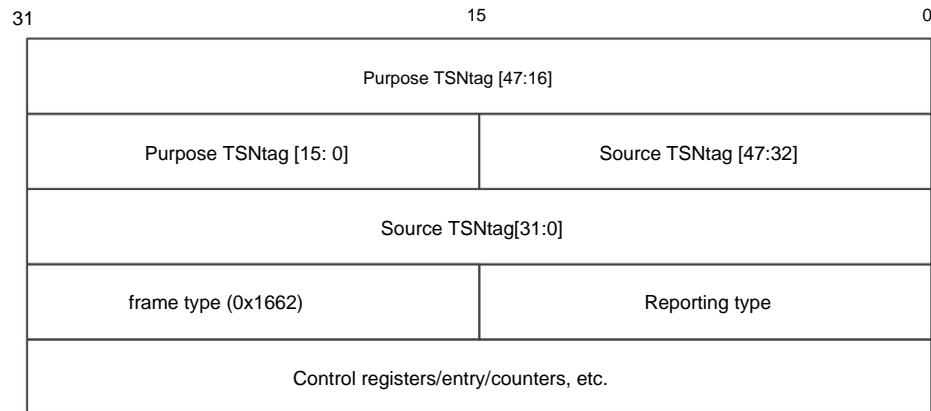 31 15 0
Purpose TSNtag [47:16]
Purpose TSNtag [15: 0] Source TSNtag [47:32]
Source TSNtag[31:0]
frame type (0x1662) Reporting type
Control registers/entry/counters, etc.